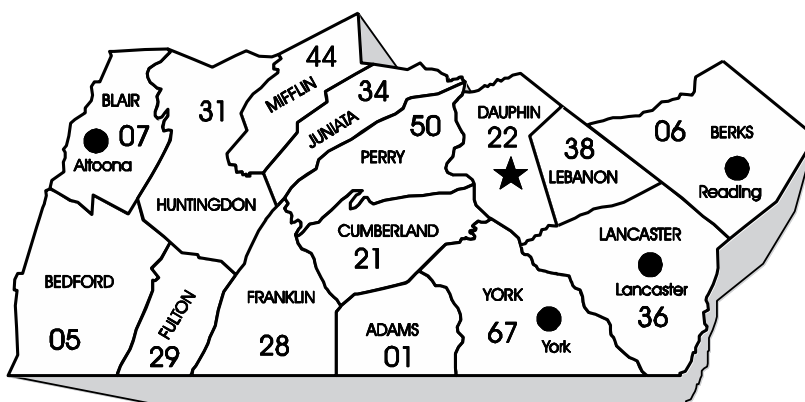 BLAIR
07
Altoona
31
HUNTINGDON
44
MIFFLIN
34
JUNIATA
50
PERRY
DAUPHIN
22
38
LEBANON
06
BERKS
Reading
BEDFORD
05
FULTON
29
FRANKLIN
28
CUMBERLAND
21
ADAMS
01
YORK
67
York
LANCASTER
Lancaster
36